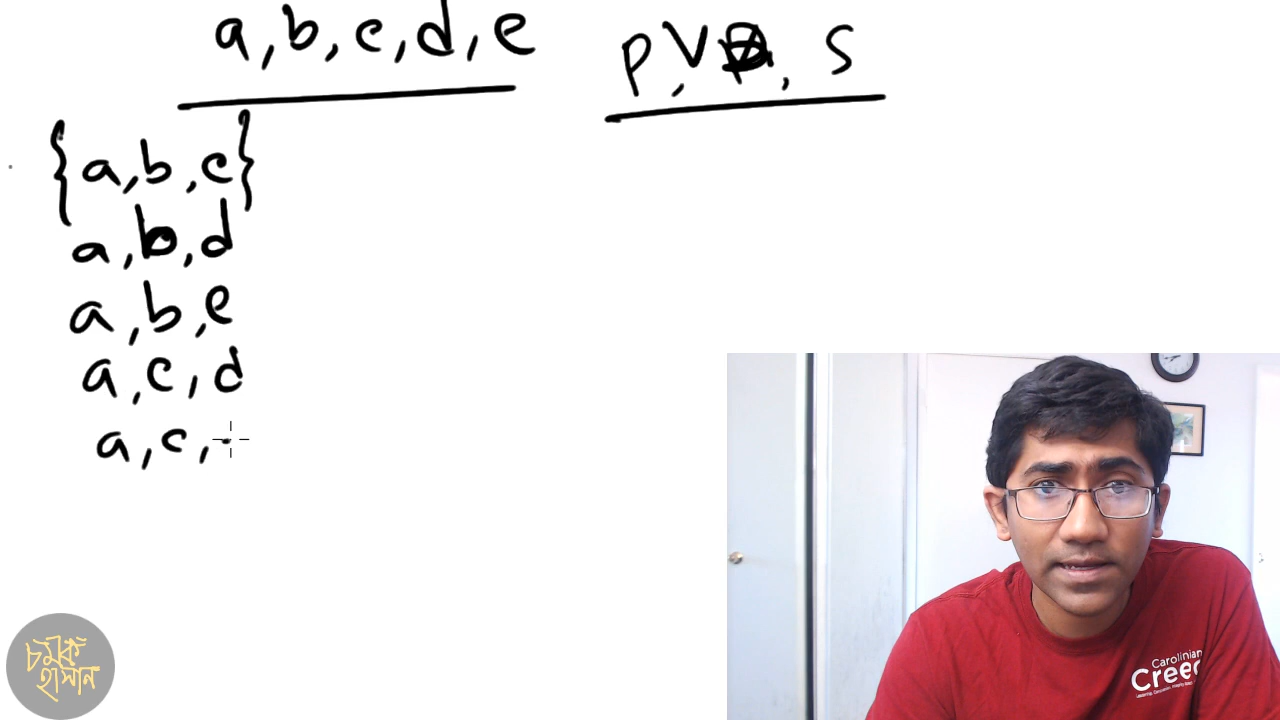 a, b, c, d, e
P, V, S
{a, b, c}
a, b, d
a, b, e
a, c, d
a, c,
চমক
হাসান
Carolinian
Creed